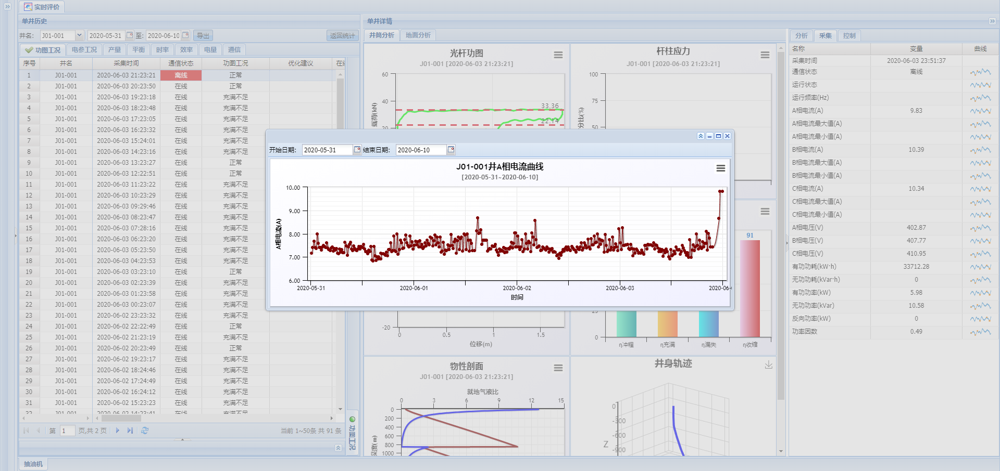 实时评价
单井历史
井名: J01-001 2020-05-31 至: 2020-06-10 导出 返回统计
功图工况 电参工况 产量 平衡 时率 效率 电量 通信
序号 井名 采集时间 通信状态 功图工况 优化建议
1 J01-001 2020-06-03 21:23:21 离线 正常
2 J01-001 2020-06-03 20:23:50 在线 正常
3 J01-001 2020-06-03 19:23:18 在线 充满不足
4 J01-001 2020-06-03 18:23:48 在线 充满不足
5 J01-001 2020-06-03 17:23:05 在线 充满不足
6 J01-001 2020-06-03 16:23:32 在线 充满不足
7 J01-001 2020-06-03 15:24:01 在线 充满不足
8 J01-001 2020-06-03 14:23:16 在线 充满不足
9 J01-001 2020-06-03 13:23:27 在线 正常
10 J01-001 2020-06-03 12:22:51 在线 正常
11 J01-001 2020-06-03 11:23:22 在线 充满不足
12 J01-001 2020-06-03 10:23:29 在线 充满不足
13 J01-001 2020-06-03 09:29:46 在线 充满不足
14 J01-001 2020-06-03 08:23:47 在线 充满不足
15 J01-001 2020-06-03 07:28:16 在线 充满不足
16 J01-001 2020-06-03 06:23:20 在线 充满不足
17 J01-001 2020-06-03 05:23:50 在线 充满不足
18 J01-001 2020-06-03 04:23:53 在线 充满不足
19 J01-001 2020-06-03 03:23:10 在线 正常
20 J01-001 2020-06-03 02:23:39 在线 充满不足
21 J01-001 2020-06-03 01:23:58 在线 充满不足
22 J01-001 2020-06-03 00:23:07 在线 充满不足
23 J01-001 2020-06-02 23:23:32 在线 充满不足
24 J01-001 2020-06-02 22:22:49 在线 正常
25 J01-001 2020-06-02 21:23:19 在线 充满不足
26 J01-001 2020-06-02 20:23:49 在线 正常
27 J01-001 2020-06-02 19:23:17 在线 充满不足
28 J01-001 2020-06-02 18:24:46 在线 充满不足
29 J01-001 2020-06-02 17:24:49 在线 充满不足
30 J01-001 2020-06-02 16:24:12 在线 充满不足
31 J01-001 2020-06-02 15:23:23 在线 充满不足
第 1 页,共 2 页 当前 1~50条 共 91 条
功图工况
抽油机
单井详情
井筒分析 地面分析
光杆功图
J01-001 [2020-06-03 21:23:21]
载荷(kN)
60
40
20
33.36
22.14
杆柱应力
J01-001 [2020-06-03 21:23:21]
100
75
50
开始日期: 2020-05-31 结束日期: 2020-06-10
J01-001井A相电流曲线
[2020-05-31~2020-06-10]
A相电流(A)
10.00
9.00
8.00
7.00
6.00
2020-05-31 2020-06-01 2020-06-02 2020-06-03
时间
-20
0 0.5 1 1.5
位移(m)
91
25
0
η冲程 η充满 η漏失 η收缩
物性剖面
J01-001 [2020-06-03 21:23:21]
就地气液比
0 3 6 9 12 15
0
200
400
600
800
1000
深度(m)
井身轨迹
0
-300
-600
-900
Z
分析 采集 控制
名称 变量 曲线
采集时间 2020-06-03 23:51:37
通信状态 离线
运行状态
运行频率(Hz)
A相电流(A) 9.83
A相电流最大值(A)
A相电流最小值(A)
B相电流(A) 10.39
B相电流最大值(A)
B相电流最小值(A)
C相电流(A) 10.34
C相电流最大值(A)
C相电流最小值(A)
A相电压(V) 402.87
B相电压(V) 407.77
C相电压(V) 410.95
有功功耗(kW·h) 33712.28
无功功耗(kVar·h) 0
有功功率(kW) 5.98
无功功率(kVar) 10.58
反向功率(kW) 0
功率因数 0.49